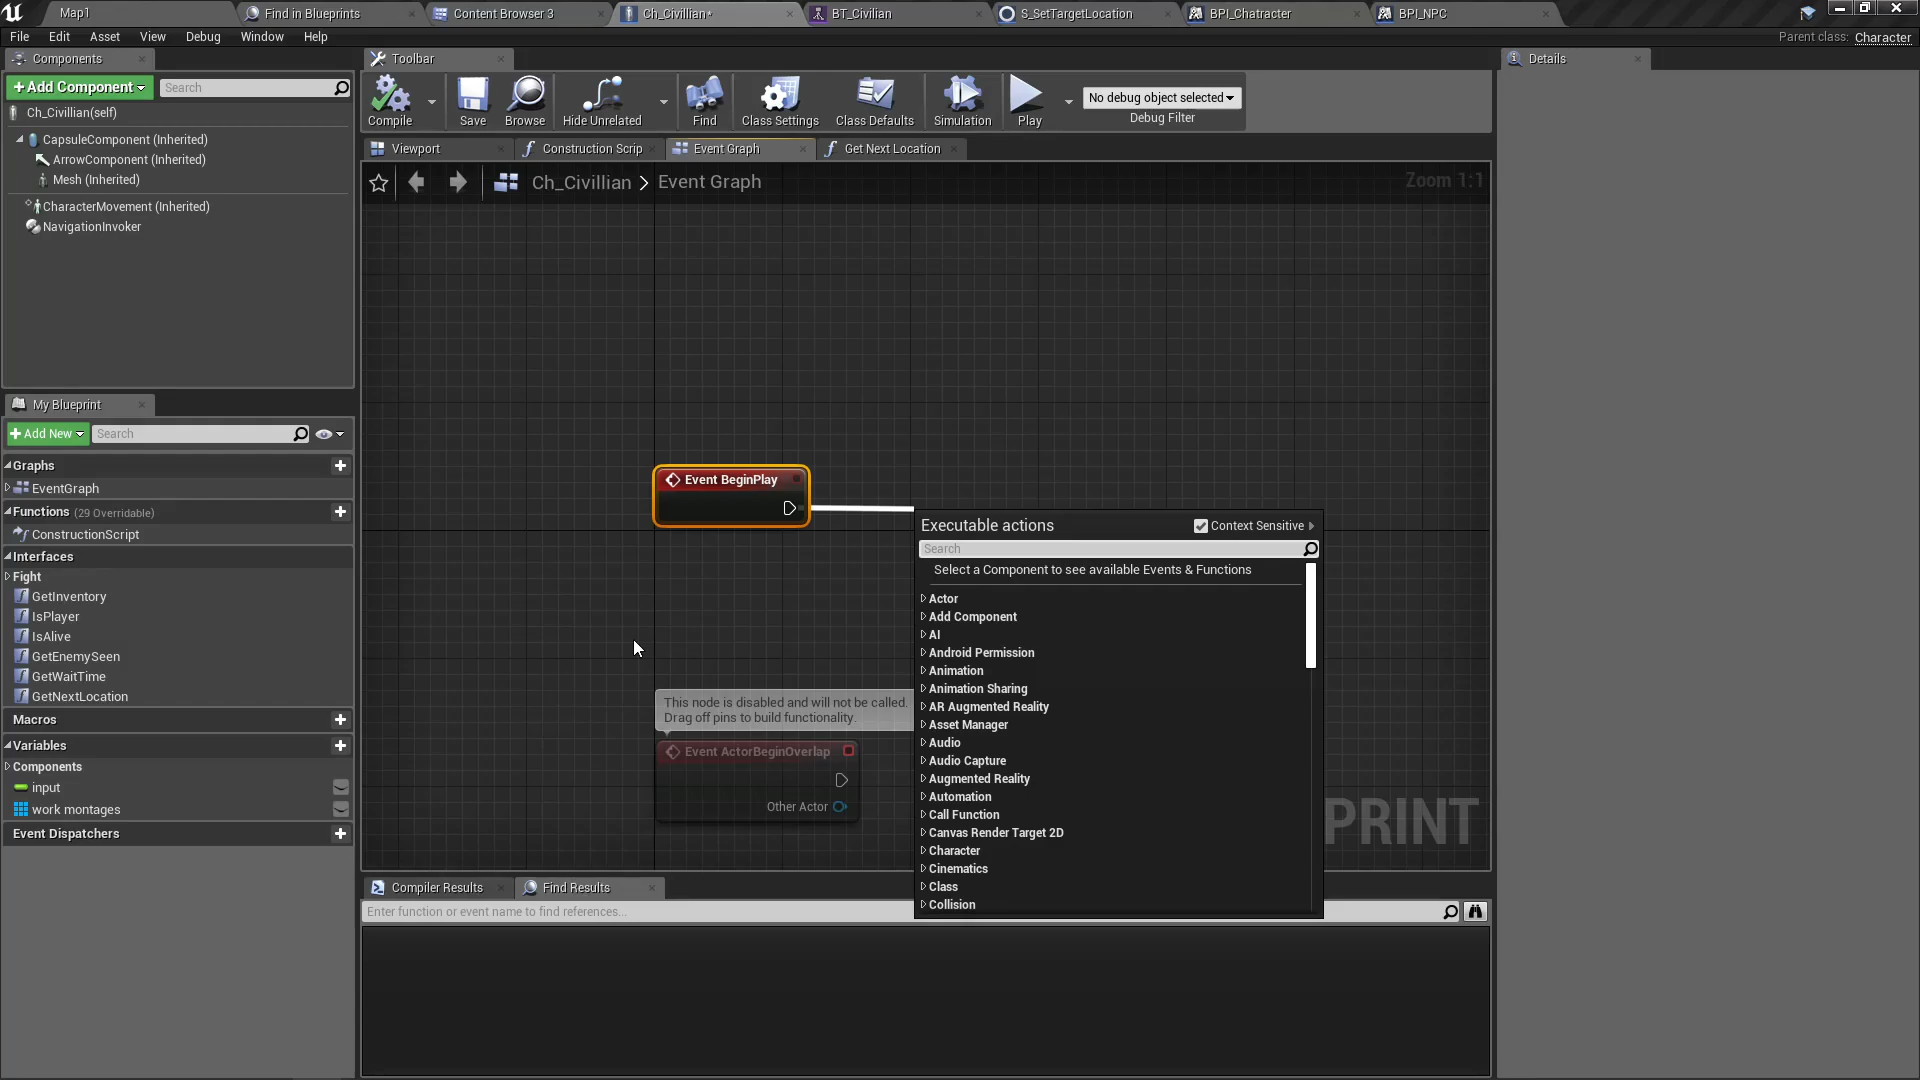 Map1
Find in Blueprints
Content Browser 3
Ch_Civillian*
BT_Civilian
S_SetTargetLocation
BPI_Chatracter
BPI_NPC
File Edit Asset View Debug Window Help
Parent class: Character
Components
Toolbar
Details
+Add Component
Search
Ch_Civillian(self)
CapsuleComponent (Inherited)
ArrowComponent (Inherited)
Mesh (Inherited)
CharacterMovement (Inherited)
NavigationInvoker
Compile
Save
Browse
Hide Unrelated
Find
Class Settings
Class Defaults
Simulation
Play
No debug object selected
Debug Filter
Viewport
Construction Scrip
Event Graph
Get Next Location
Ch_Civillian > Event Graph
Zoom 1:1
My Blueprint
+Add New
Search
Graphs
EventGraph
Functions (29 Overridable)
ConstructionScript
Interfaces
Fight
GetInventory
IsPlayer
IsAlive
GetEnemySeen
GetWaitTime
GetNextLocation
Macros
Variables
Components
input
work montages
Event Dispatchers
Event BeginPlay
This node is disabled and will not be called.
Drag off pins to build functionality.
Event ActorBeginOverlap
Other Actor
Executable actions
Context Sensitive
Search
Select a Component to see available Events & Functions
Actor
Add Component
AI
Android Permission
Animation
Animation Sharing
AR Augmented Reality
Asset Manager
Audio
Audio Capture
Augmented Reality
Automation
Call Function
Canvas Render Target 2D
Character
Cinematics
Class
Collision
PRINT
Compiler Results
Find Results
Enter function or event name to find references...